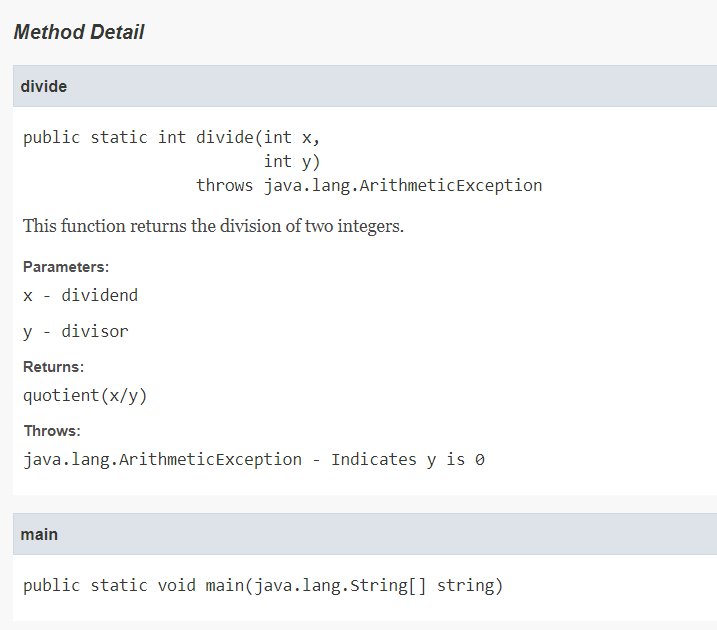 Method Detail
divide
public static int divide(int x,
int y)
throws java.lang.ArithmeticException
This function returns the division of two integers.
Parameters:
x - dividend
y - divisor
Returns:
quotient(x/y)
Throws:
java.lang.ArithmeticException - Indicates y is 0
main
public static void main(java.lang.String[] string)